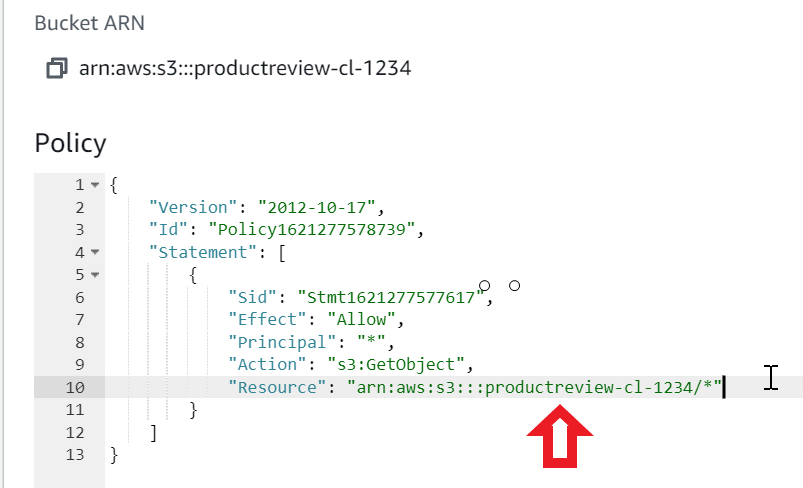 Bucket ARN
arn:aws:s3:::productreview-cl-1234
Policy
1 {
2 "Version": "2012-10-17",
3 "Id": "Policy1621277578739",
4 "Statement": [
5 {
6 "Sid": "Stmt1621277577617",
7 "Effect": "Allow",
8 "Principal": "*",
9 "Action": "s3:GetObject",
10 "Resource": "arn:aws:s3:::productreview-cl-1234/*"
11 }
12 ]
13 }